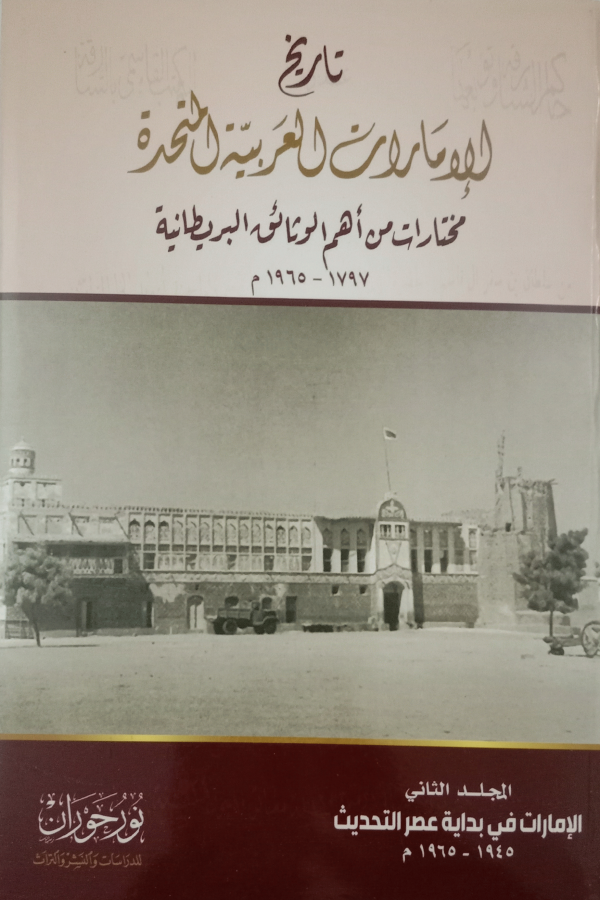 تاريخ
الإمارات العربية المتحدة
مختارات من أهم الوثائق البريطانية
١٧٩٧ - ١٩٦٥ م
المجلد الثاني
الإمارات في بداية عصر التحديث
١٩٤٥ - ١٩٦٥ م
نور حوران
للدراسات والنشر والتراث